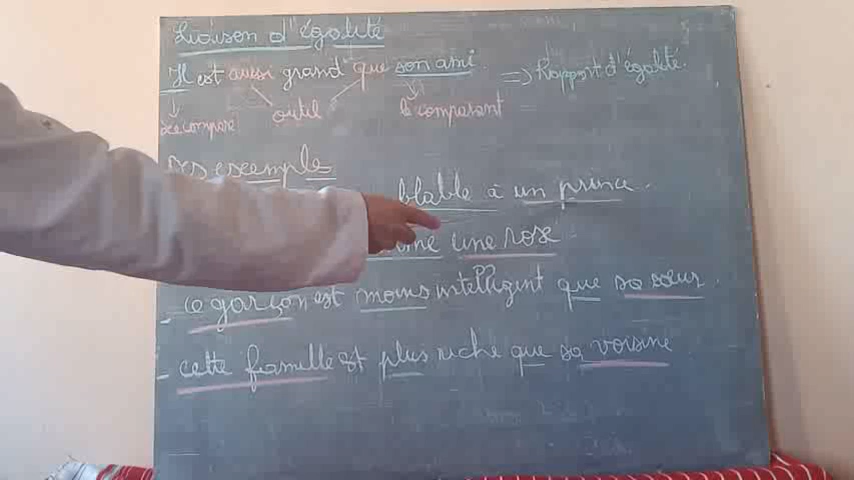 Liaison d'égalité
Il est aussi grand que son ami. => Rapport d'égalité.
le comparé outil le comparant
Des exemple
blable à un prince.
une rose
- ce garçon est moins intelligent que sa sœur.
- cette famille est plus riche que sa voisine